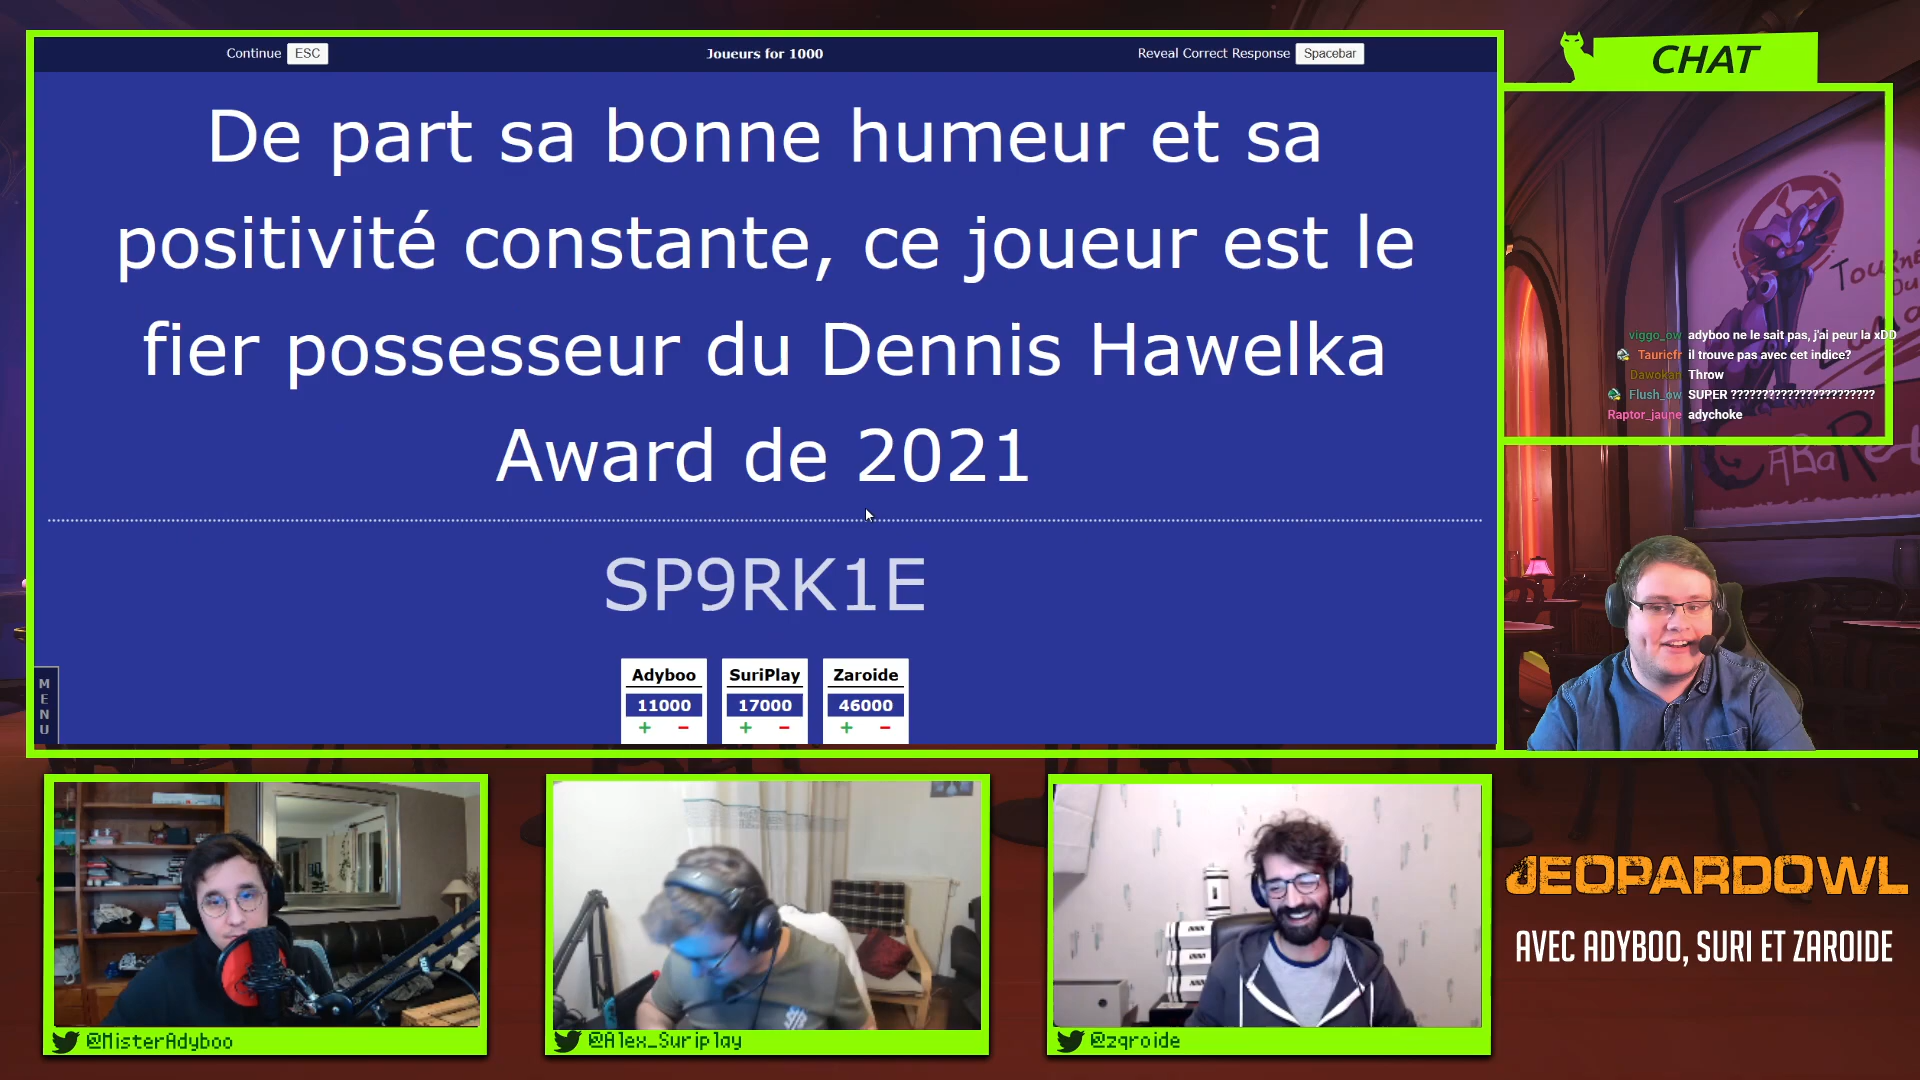 Continue ESC
Joueurs for 1000
Reveal Correct Response Spacebar
De part sa bonne humeur et sa
positivité constante, ce joueur est le
fier possesseur du Dennis Hawelka
Award de 2021
SP9RK1E
MENU
Adyboo
11000
+ −
SuriPlay
17000
+ −
Zaroide
46000
+ −
CHAT
viggo_ow adyboo ne le sait pas, j'ai peur la xDD
Tauricfr il trouve pas avec cet indice?
Dawokan Throw
Flush_ow SUPER ????????????????????????
Raptor_jaune adychoke
CABaRet
@MisterAdyboo
@Alex_Suriplay
@zqroide
JEOPARDOWL
AVEC ADYBOO, SURI ET ZAROIDE